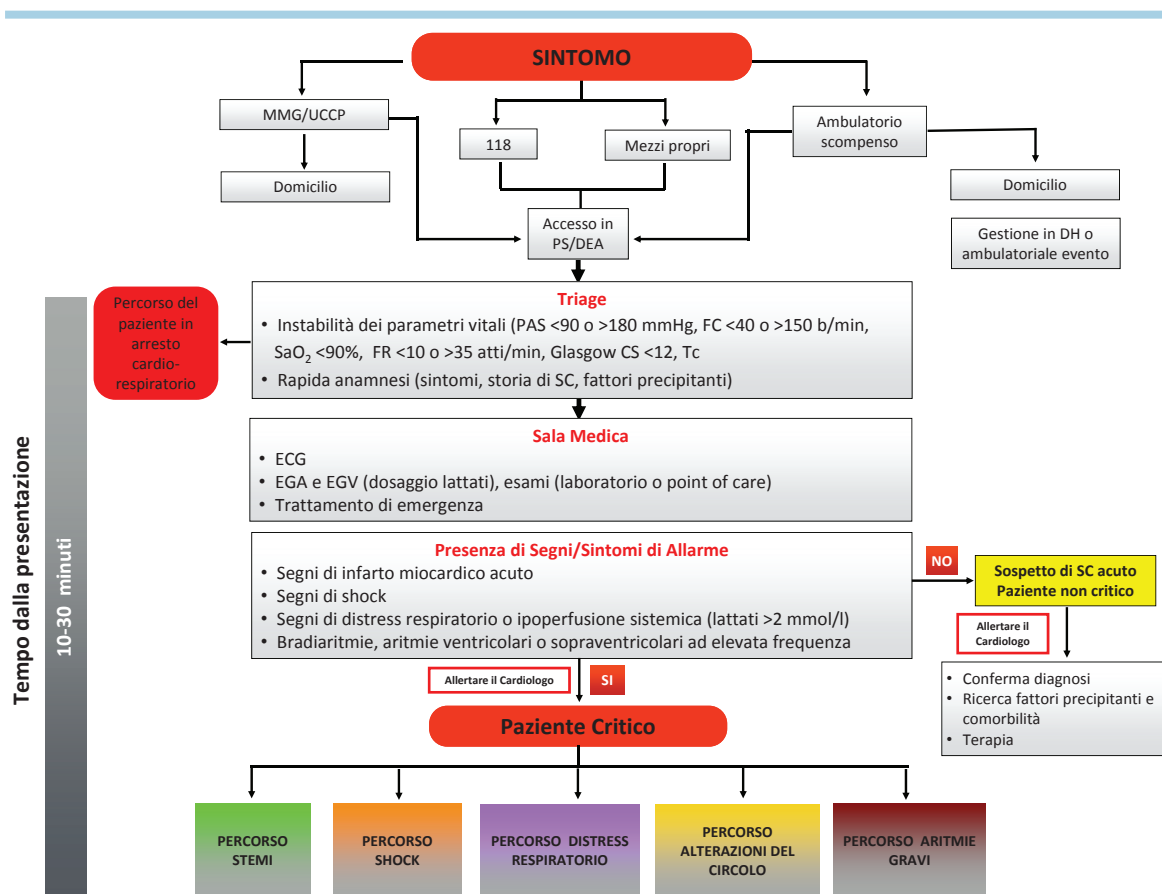 SINTOMO
MMG/UCCP
118
Mezzi propri
Ambulatorio
scompenso
Domicilio
Domicilio
Accesso in
PS/DEA
Gestione in DH o
ambulatoriale evento
Tempo dalla presentazione
10-30 minuti
Percorso del
paziente in
arresto
cardio-
respiratorio
Triage
• Instabilità dei parametri vitali (PAS <90 o >180 mmHg, FC <40 o >150 b/min,
SaO₂ <90%, FR <10 o >35 atti/min, Glasgow CS <12, Tc
• Rapida anamnesi (sintomi, storia di SC, fattori precipitanti)
Sala Medica
• ECG
• EGA e EGV (dosaggio lattati), esami (laboratorio o point of care)
• Trattamento di emergenza
Presenza di Segni/Sintomi di Allarme
• Segni di infarto miocardico acuto
• Segni di shock
• Segni di distress respiratorio o ipoperfusione sistemica (lattati >2 mmol/l)
• Bradiaritmie, aritmie ventricolari o sopraventricolari ad elevata frequenza
NO
Sospetto di SC acuto
Paziente non critico
Allertare il
Cardiologo
• Conferma diagnosi
• Ricerca fattori precipitanti e
comorbilità
• Terapia
Allertare il Cardiologo
SI
Paziente Critico
PERCORSO
STEMI
PERCORSO
SHOCK
PERCORSO DISTRESS
RESPIRATORIO
PERCORSO
ALTERAZIONI DEL
CIRCOLO
PERCORSO ARITMIE
GRAVI